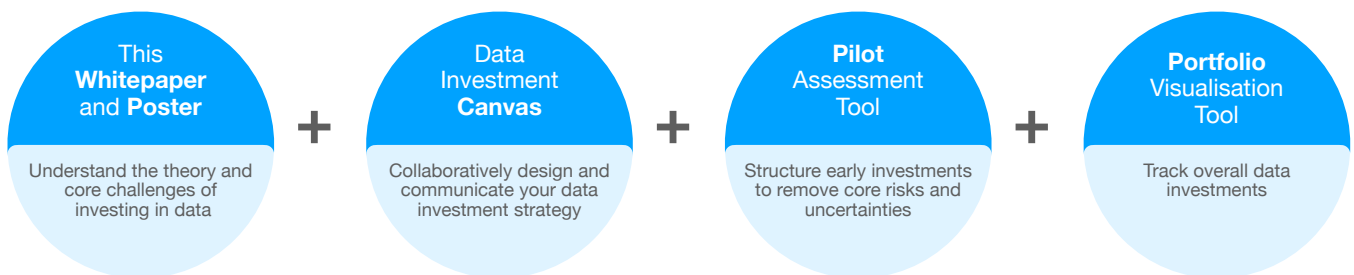 This
Whitepaper
and Poster
Understand the theory and
core challenges of
investing in data
+
Data
Investment
Canvas
Collaboratively design and
communicate your data
investment strategy
+
Pilot
Assessment
Tool
Structure early investments
to remove core risks and
uncertainties
+
Portfolio
Visualisation
Tool
Track overall data
investments